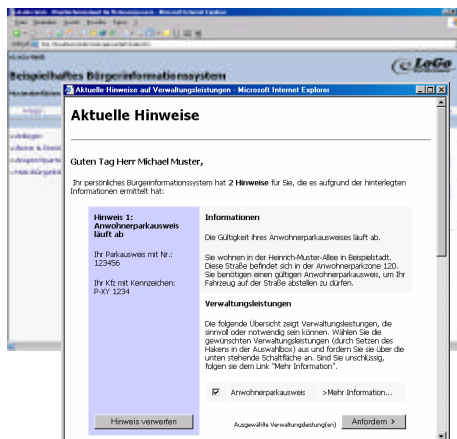 LoGo
Beispielhaftes Bürgerinformationssystem
Aktuelle Hinweise auf Verwaltungsleistungen - Microsoft Internet Explorer
Aktuelle Hinweise
Guten Tag Herr Michael Muster,
Ihr persönliches Bürgerinformationssystem hat 2 Hinweise für Sie, die es aufgrund der hinterlegten
Informationen ermittelt hat:
Hinweis 1:
Anwohnerparkausweis
läuft ab
Ihr Parkausweis mit Nr.:
123456
Ihr Kfz mit Kennzeichen:
P-XY 1234
Hinweis verwerfen
Informationen
Die Gültigkeit ihres Anwohnerparkausweises läuft ab.
Sie wohnen in der Heinrich-Muster-Allee in Beispielstadt.
Diese Straße befindet sich in der Anwohnerparkzone 120.
Sie benötigen einen gültigen Anwohnerparkausweis, um Ihr
Fahrzeug auf der Straße abstellen zu dürfen.
Verwaltungsleistungen
Die folgende Übersicht zeigt Verwaltungsleistungen, die
sinnvoll oder notwendig sein können. Wählen Sie die
gewünschten Verwaltungsleistungen (durch Setzen des
Hakens in der Auswahlbox) aus und fordern Sie sie über die
unten stehende Schaltfläche an. Sind Sie unschlüssig,
folgen sie dem Link "Mehr Information".
Anwohnerparkausweis >Mehr Information...
Ausgewählte Verwaltungsleistung(en) Anfordern >